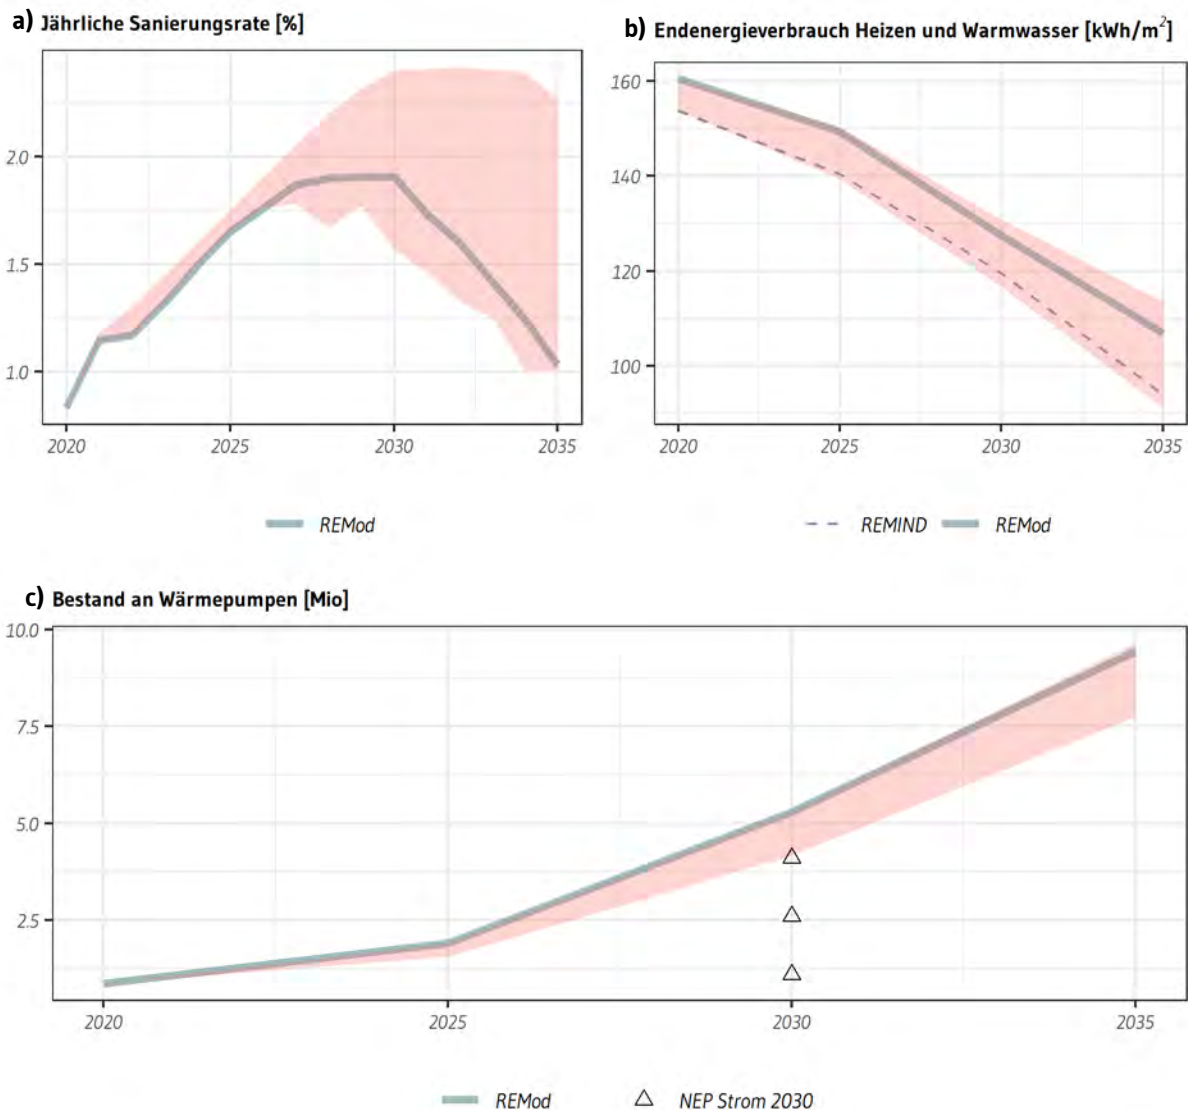 a) Jährliche Sanierungsrate [%]
2.0
1.5
1.0
2020 2025 2030 2035
REMod
b) Endenergieverbrauch Heizen und Warmwasser [kWh/m²]
160
140
120
100
2020 2025 2030 2035
REMIND REMod
c) Bestand an Wärmepumpen [Mio]
10.0
7.5
5.0
2.5
2020 2025 2030 2035
REMod NEP Strom 2030